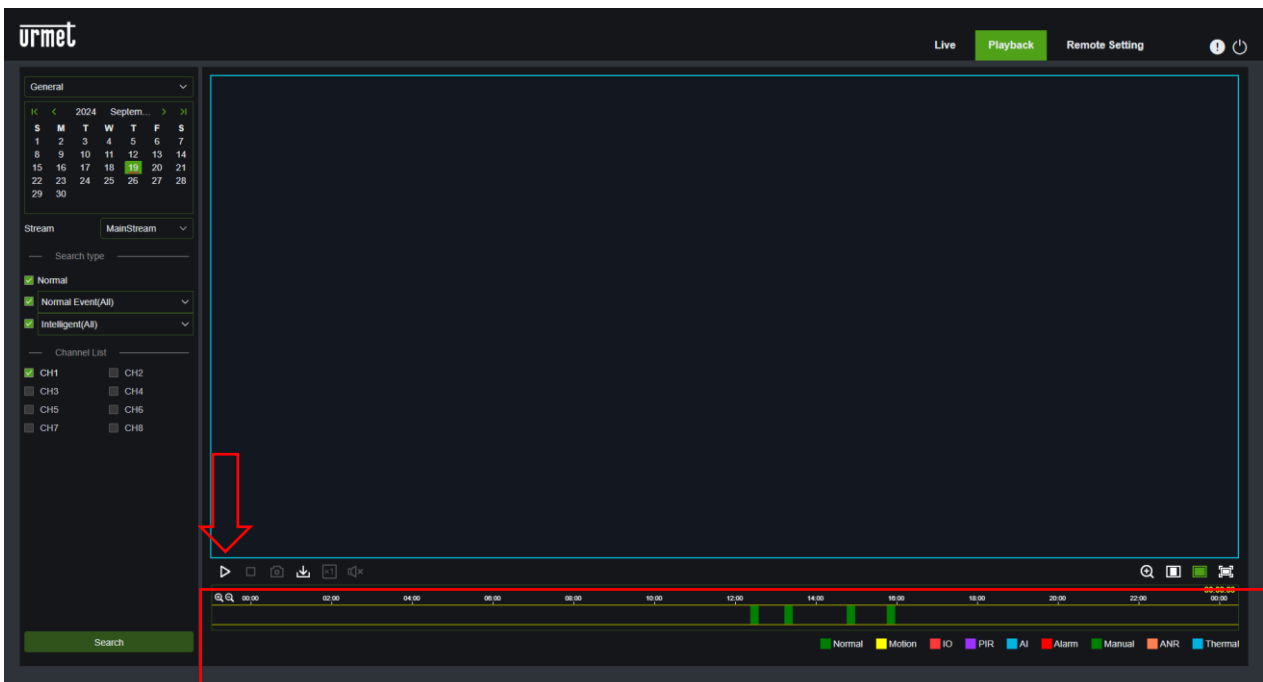 urmet
Live Playback Remote Setting
General
2024 Septem...
S M T W T F S
1 2 3 4 5 6 7
8 9 10 11 12 13 14
15 16 17 18 19 20 21
22 23 24 25 26 27 28
29 30
Stream MainStream
Search type
Normal
Normal Event(All)
Intelligent(All)
Channel List
CH1 CH2
CH3 CH4
CH5 CH6
CH7 CH8
×1
00:00 02:00 04:00 06:00 08:00 10:00 12:00 14:00 16:00 18:00 20:00 22:00 00:00
Search
Normal Motion IO PIR AI Alarm Manual ANR Thermal